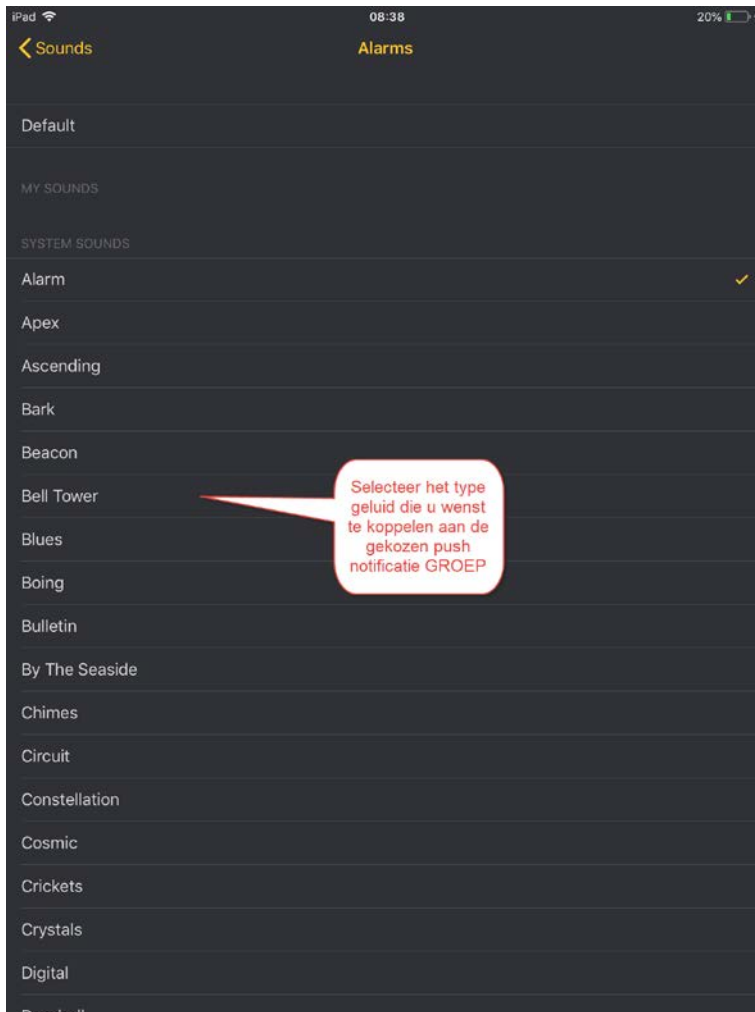 iPad 08:38 20%
Sounds Alarms
Default
MY SOUNDS
SYSTEM SOUNDS
Alarm
Apex
Ascending
Bark
Beacon
Bell Tower
Selecteer het type
geluid die u wenst
te koppelen aan de
gekozen push
notificatie GROEP
Blues
Boing
Bulletin
By The Seaside
Chimes
Circuit
Constellation
Cosmic
Crickets
Crystals
Digital